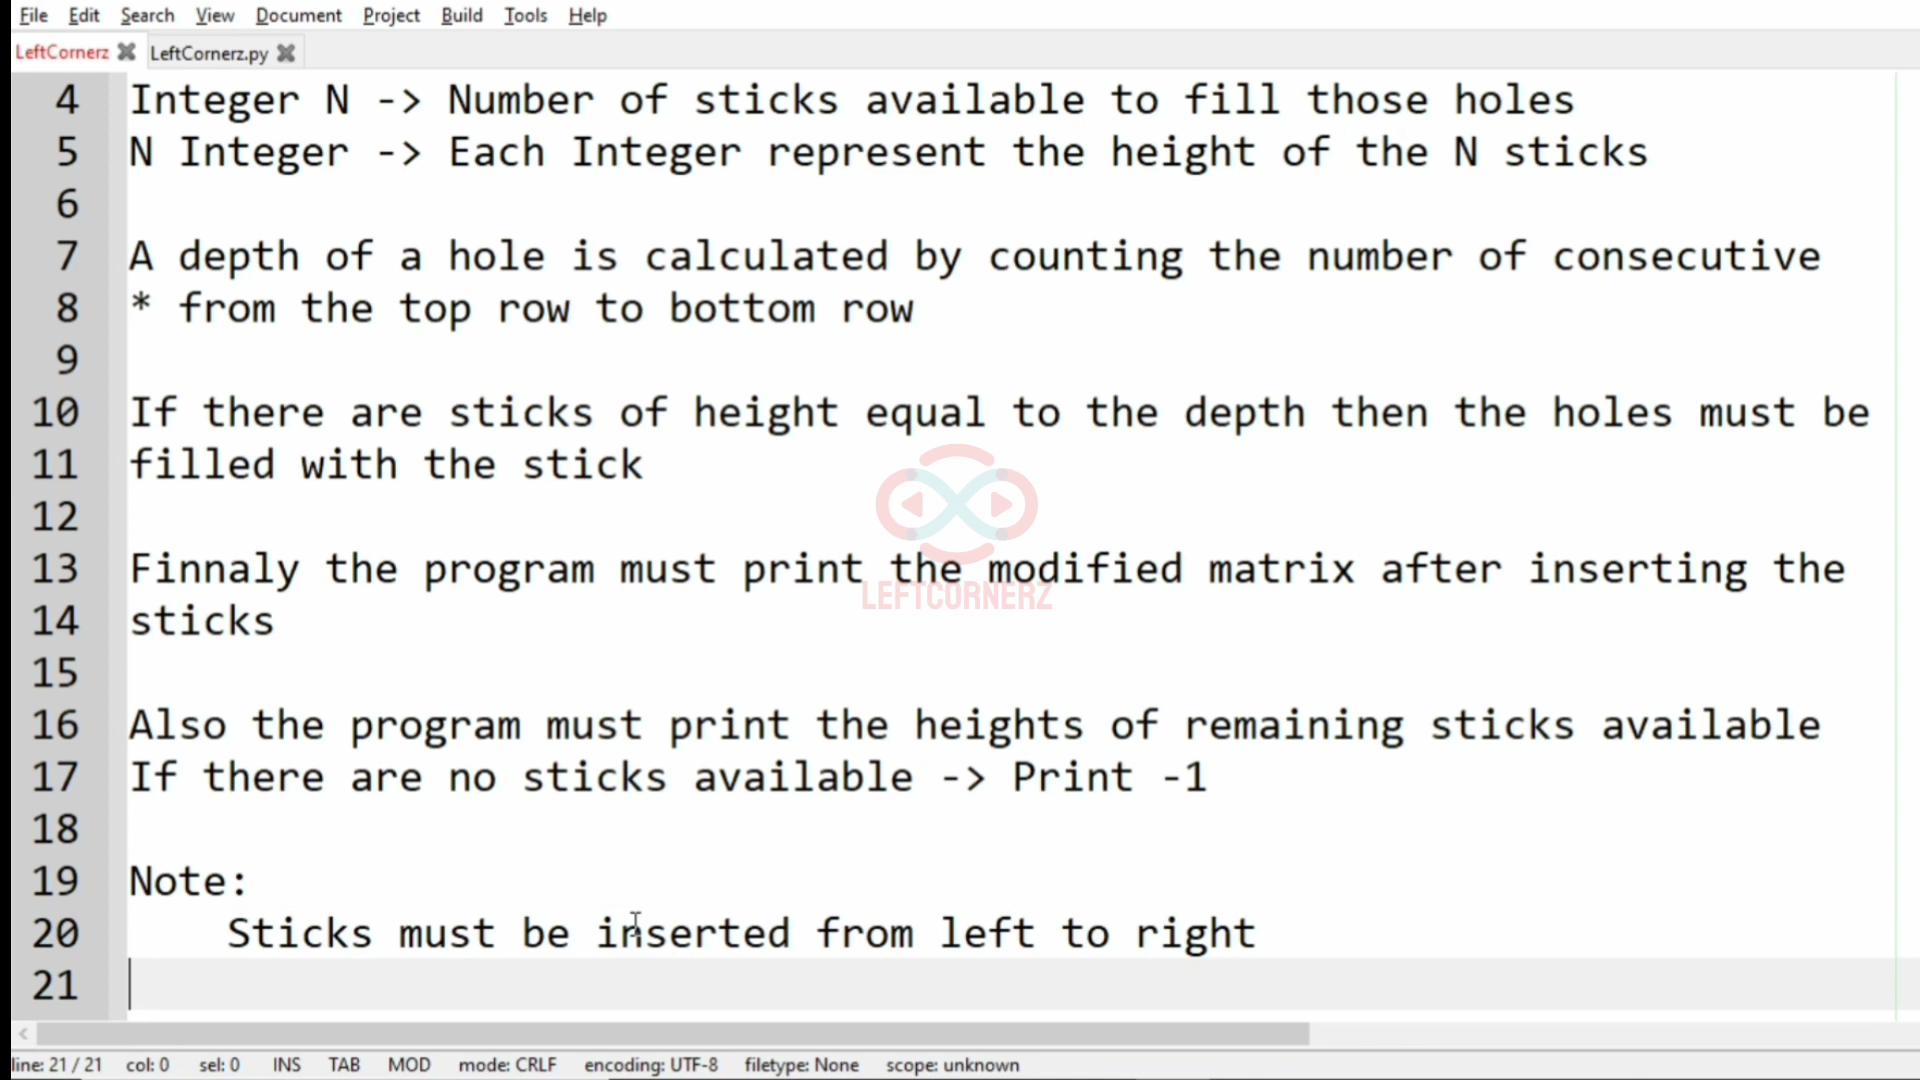 File Edit Search View Document Project Build Tools Help
LeftCornerz LeftCornerz.py
4 Integer N -> Number of sticks available to fill those holes
5 N Integer -> Each Integer represent the height of the N sticks
6
7 A depth of a hole is calculated by counting the number of consecutive
8 * from the top row to bottom row
9
10 If there are sticks of height equal to the depth then the holes must be
11 filled with the stick
12
13 Finnaly the program must print the modified matrix after inserting the
LEFTCORNERZ
14 sticks
15
16 Also the program must print the heights of remaining sticks available
17 If there are no sticks available -> Print -1
18
19 Note:
20 Sticks must be inserted from left to right
21
line: 21 / 21 col: 0 sel: 0 INS TAB MOD mode: CRLF encoding: UTF-8 filetype: None scope: unknown